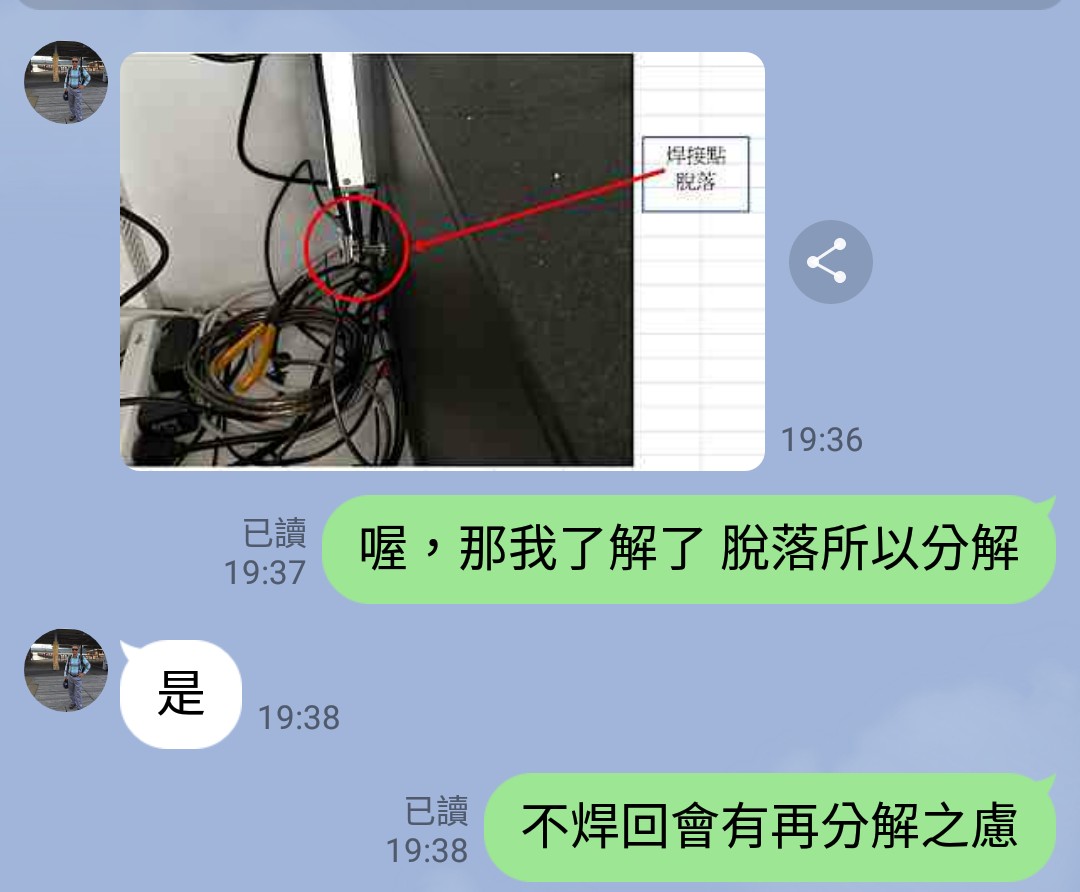 焊接點
脫落
19:36
喔，那我了解了 脫落所以分解
已讀
19:37
是
19:38
不焊回會有再分解之慮
已讀
19:38